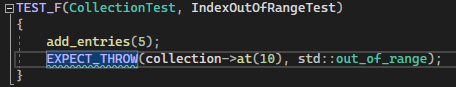 TEST_F(CollectionTest, IndexOutOfRangeTest)
{
    add_entries(5);
    EXPECT_THROW(collection->at(10), std::out_of_range);
}